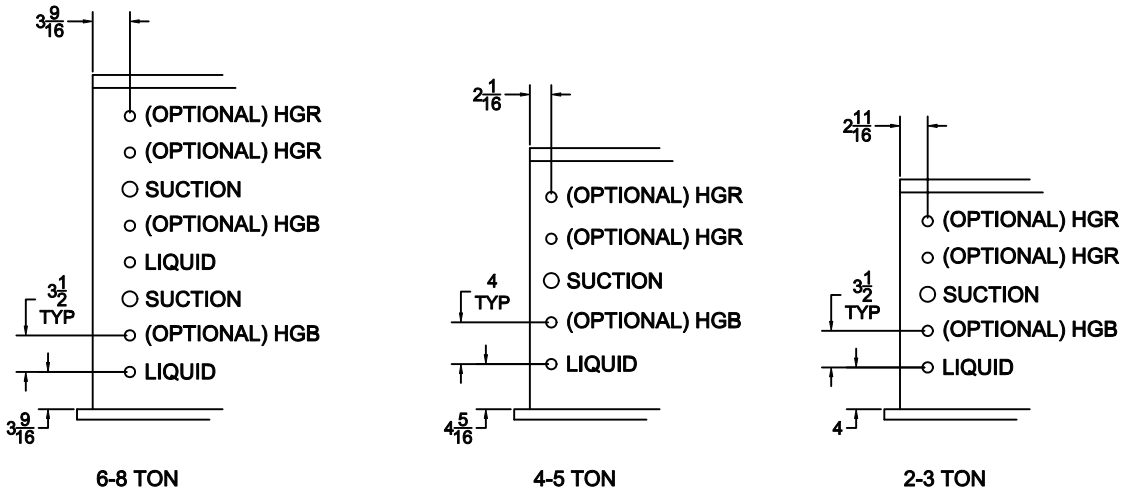 3 9/16
(OPTIONAL) HGR
(OPTIONAL) HGR
SUCTION
(OPTIONAL) HGB
LIQUID
SUCTION
3 1/2
TYP
(OPTIONAL) HGB
LIQUID
3 9/16
6-8 TON
2 1/16
(OPTIONAL) HGR
(OPTIONAL) HGR
SUCTION
4
TYP
(OPTIONAL) HGB
LIQUID
4 5/16
4-5 TON
2 11/16
(OPTIONAL) HGR
(OPTIONAL) HGR
SUCTION
3 1/2
TYP
(OPTIONAL) HGB
LIQUID
4
2-3 TON